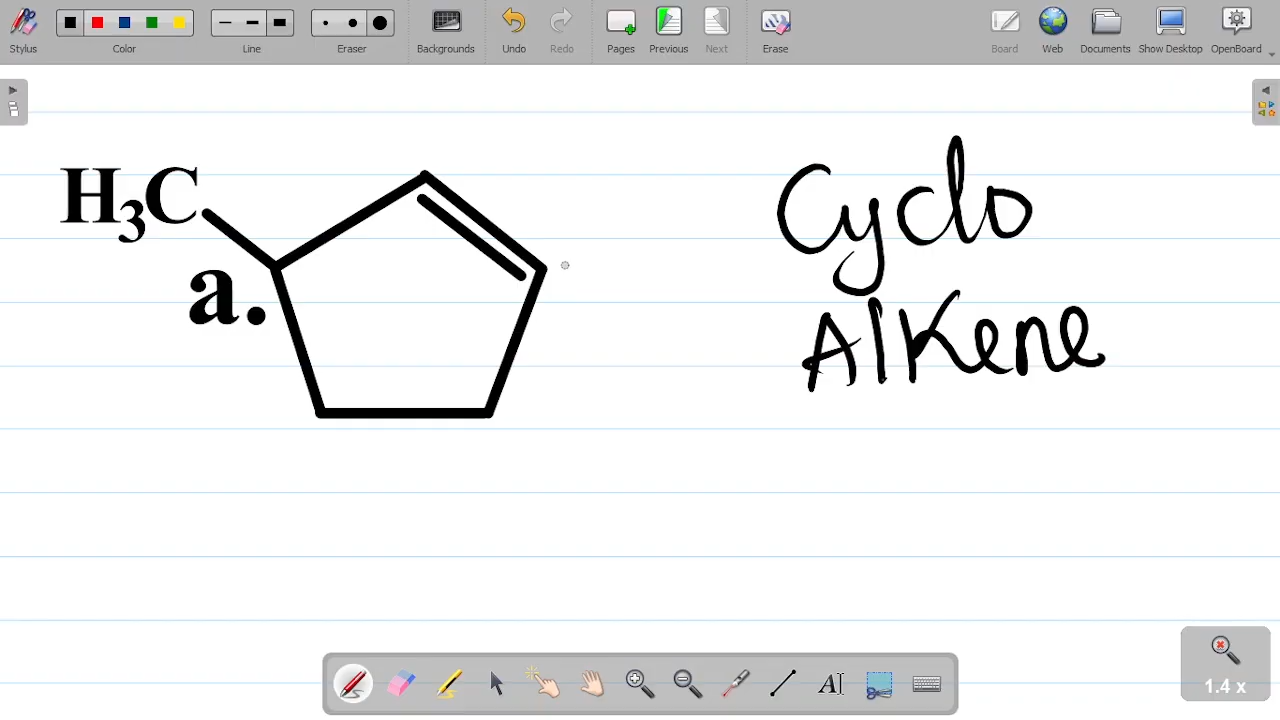 Stylus Color Line Eraser Backgrounds Undo Redo Pages Previous Next Erase Board Web Documents Show Desktop OpenBoard
H₃C
a.
Cyclo
Alkene
1.4 x